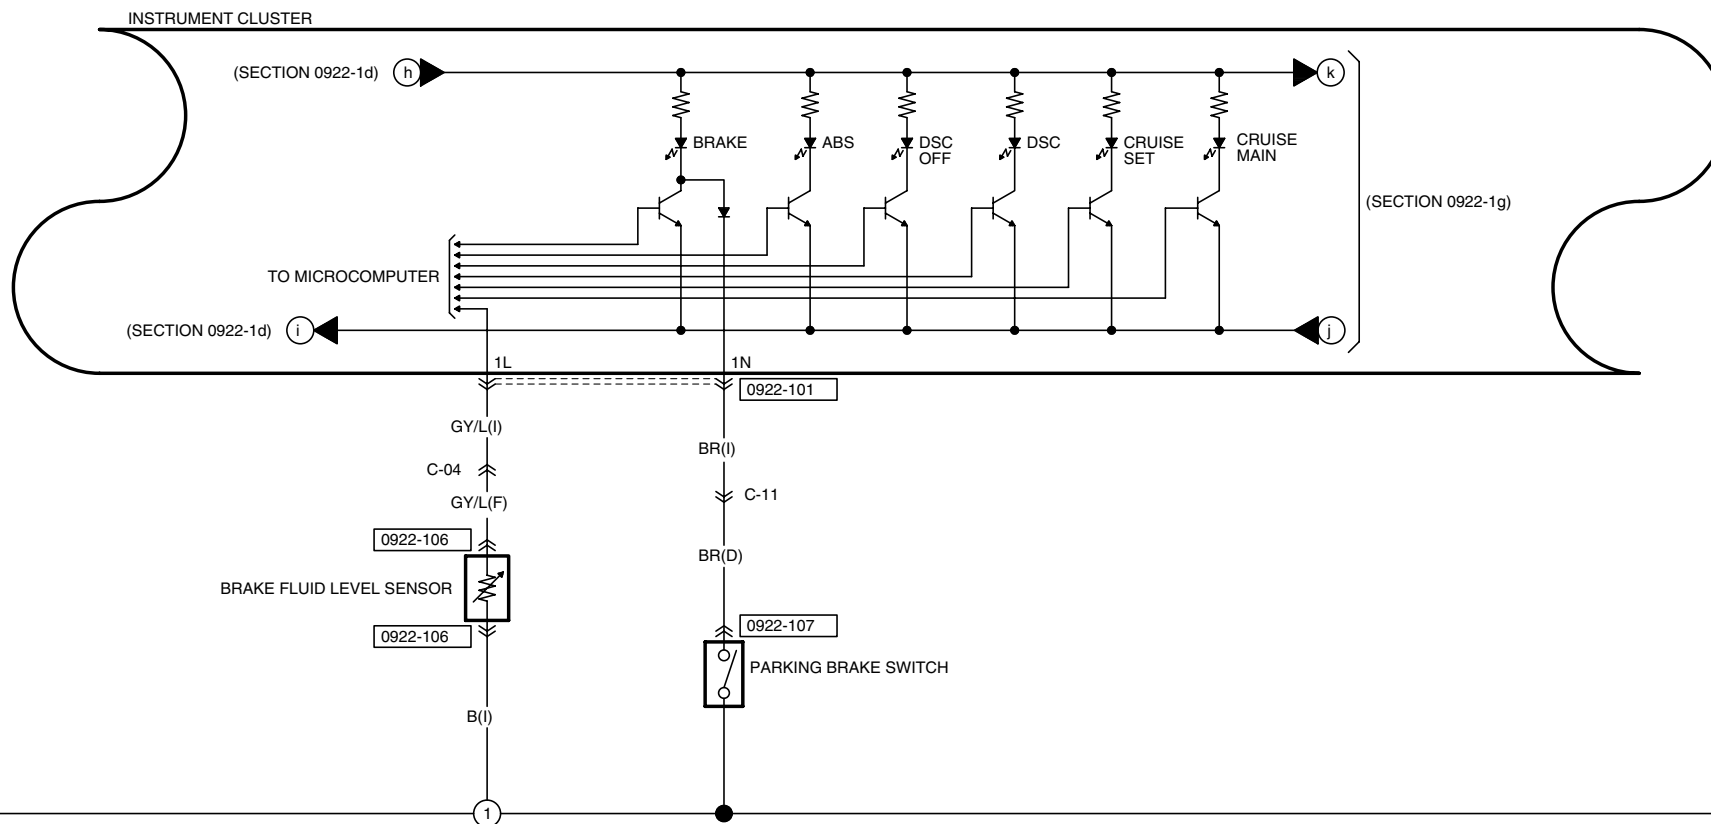 INSTRUMENT CLUSTER
(SECTION 0922-1d) h k
BRAKE ABS DSC DSC CRUISE CRUISE
OFF SET MAIN
(SECTION 0922-1g)
TO MICROCOMPUTER
(SECTION 0922-1d) i j
1L 1N
0922-101
GY/L(I)
BR(I)
C-04
C-11
GY/L(F)
0922-106
BR(D)
BRAKE FLUID LEVEL SENSOR
0922-107
0922-106
PARKING BRAKE SWITCH
B(I)
1